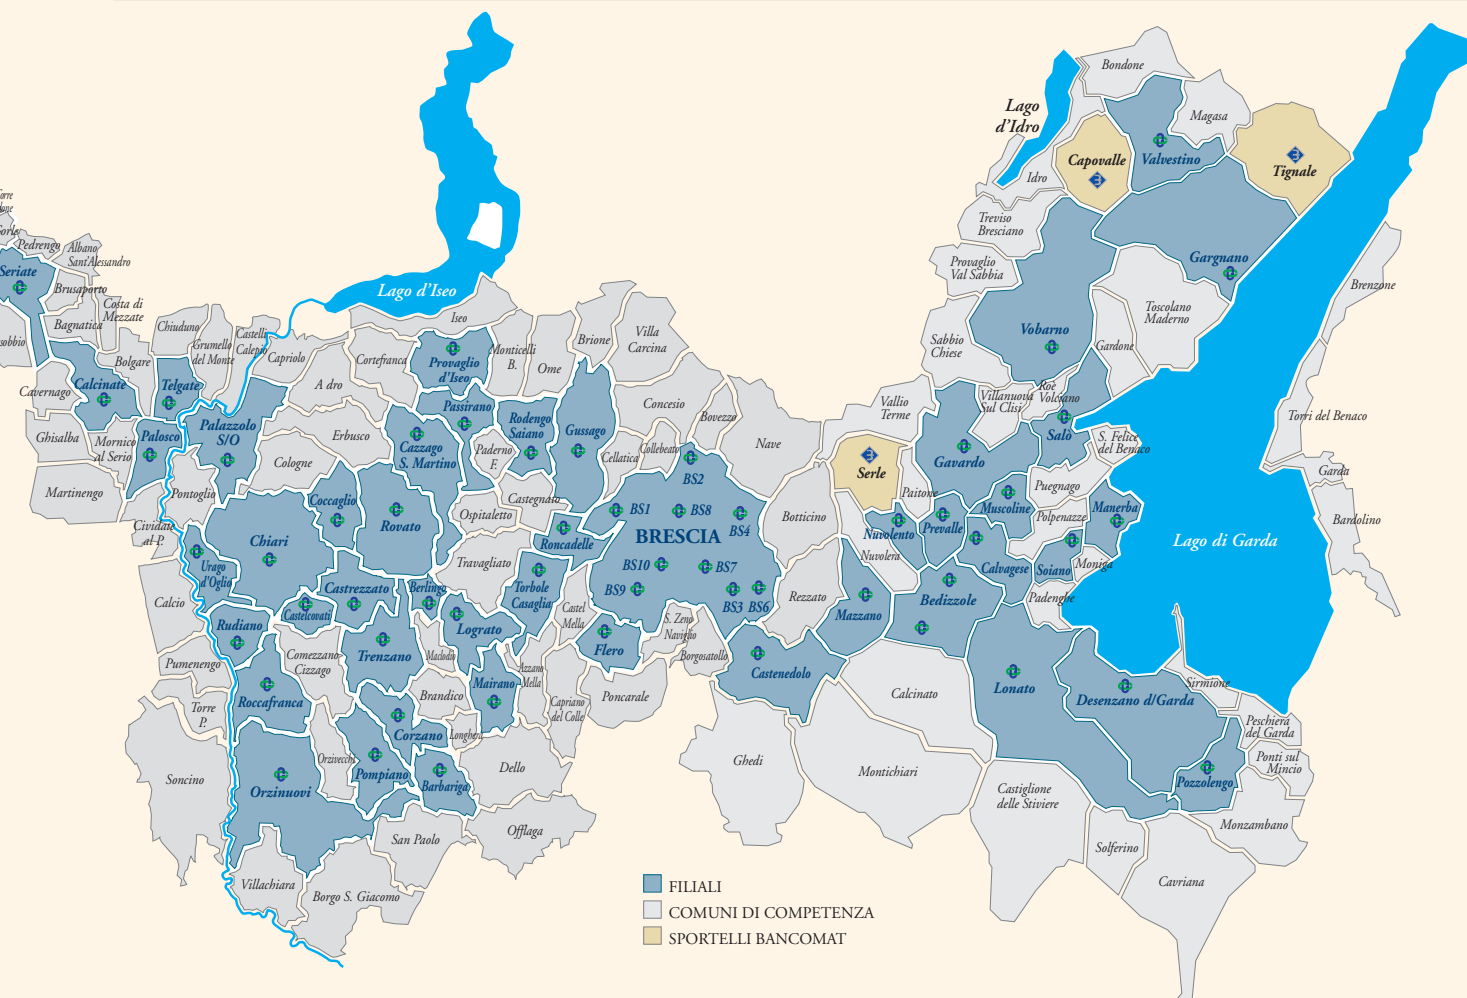 Bondone
Lago
d'Idro
Magasa
Capovalle
Valvestino
Tignale
Idro
Treviso
Bresciano
Pedrengo
Albano
Sant'Alessandro
Seriate
Provaglio
Val Sabbia
Gargnano
Brusaporto
Lago d'Iseo
Brenzone
Costa di
Mezzate
Bagnatica
Chiuduno
Iseo
Toscolano
Maderno
Grumello
del Monte
Castelli
Calepio
Capriolo
Brione
Villa
Carcina
Vobarno
Sabbio
Chiese
Gardone
Bolgare
Cortefranca
Provaglio
d'Iseo
Monticelli
B.
Ome
Cavernago
Calcinate
Telgate
A dro
Roè
Volciano
Villanuova
Sul Clisi
Vallio
Terme
Concesio
Bovezzo
Passirano
Rodengo
Saiano
Gussago
Torri del Benaco
Ghisalba
Mornico
al Serio
Palosco
Palazzolo
S/O
Erbusco
Cazzago
S. Martino
Paderno
F.
Cellatica
Collebeato
Nave
Salò
S. Felice
del Benaco
Gavardo
Serle
Cologne
Garda
Martinengo
Pontoglio
Coccaglio
Rovato
Ospitaletto
Castegnato
BS2
BS1
BS8
BS4
Botticino
Paitone
Puegnago
Muscoline
Manerba
Polpenazze
Bardolino
Cividate
al P.
Chiari
Roncadelle
BRESCIA
Nuvolento
Prevalle
Lago di Garda
Nuvolera
Urago
d'Oglio
Travagliato
BS10
BS7
Calvagese
Soiano
Moniga
Castrezzato
Berlingo
Torbole
Casaglia
BS9
BS3 BS6
Rezzato
Bedizzole
Padenghe
Calcio
Castelcovati
Castel
Mella
Mazzano
Rudiano
Lograto
S. Zeno
Naviglio
Flero
Trenzano
Maclodio
Borgosatollo
Pumenengo
Comezzano
Cizzago
Azzano
Mella
Castenedolo
Mairano
Sirmione
Roccafranca
Brandico
Capriano
del Colle
Poncarale
Calcinato
Lonato
Desenzano d/Garda
Torre
P.
Corzano
Longhena
Peschiera
del Garda
Orzivecchi
Ghedi
Ponti sul
Mincio
Soncino
Pompiano
Dello
Montichiari
Orzinuovi
Barbariga
Pozzolengo
Castiglione
delle Stiviere
Offlaga
Monzambano
San Paolo
Solferino
Villachiara
Borgo S. Giacomo
Cavriana
FILIALI
COMUNI DI COMPETENZA
SPORTELLI BANCOMAT